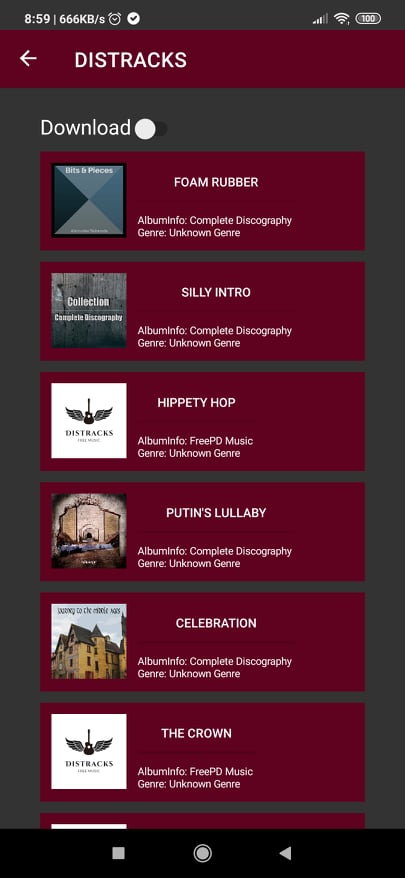 8:59 | 666KB/s
100
DISTRACKS
Download
Bits & Pieces
FOAM RUBBER
AlbumInfo: Complete Discography
Genre: Unknown Genre
Collection
Complete Discography
SILLY INTRO
AlbumInfo: Complete Discography
Genre: Unknown Genre
DISTRACKS
FREE MUSIC
HIPPETY HOP
AlbumInfo: FreePD Music
Genre: Unknown Genre
PUTIN'S LULLABY
AlbumInfo: Complete Discography
Genre: Unknown Genre
Journey to the Middle Ages
CELEBRATION
AlbumInfo: Complete Discography
Genre: Unknown Genre
DISTRACKS
FREE MUSIC
THE CROWN
AlbumInfo: FreePD Music
Genre: Unknown Genre